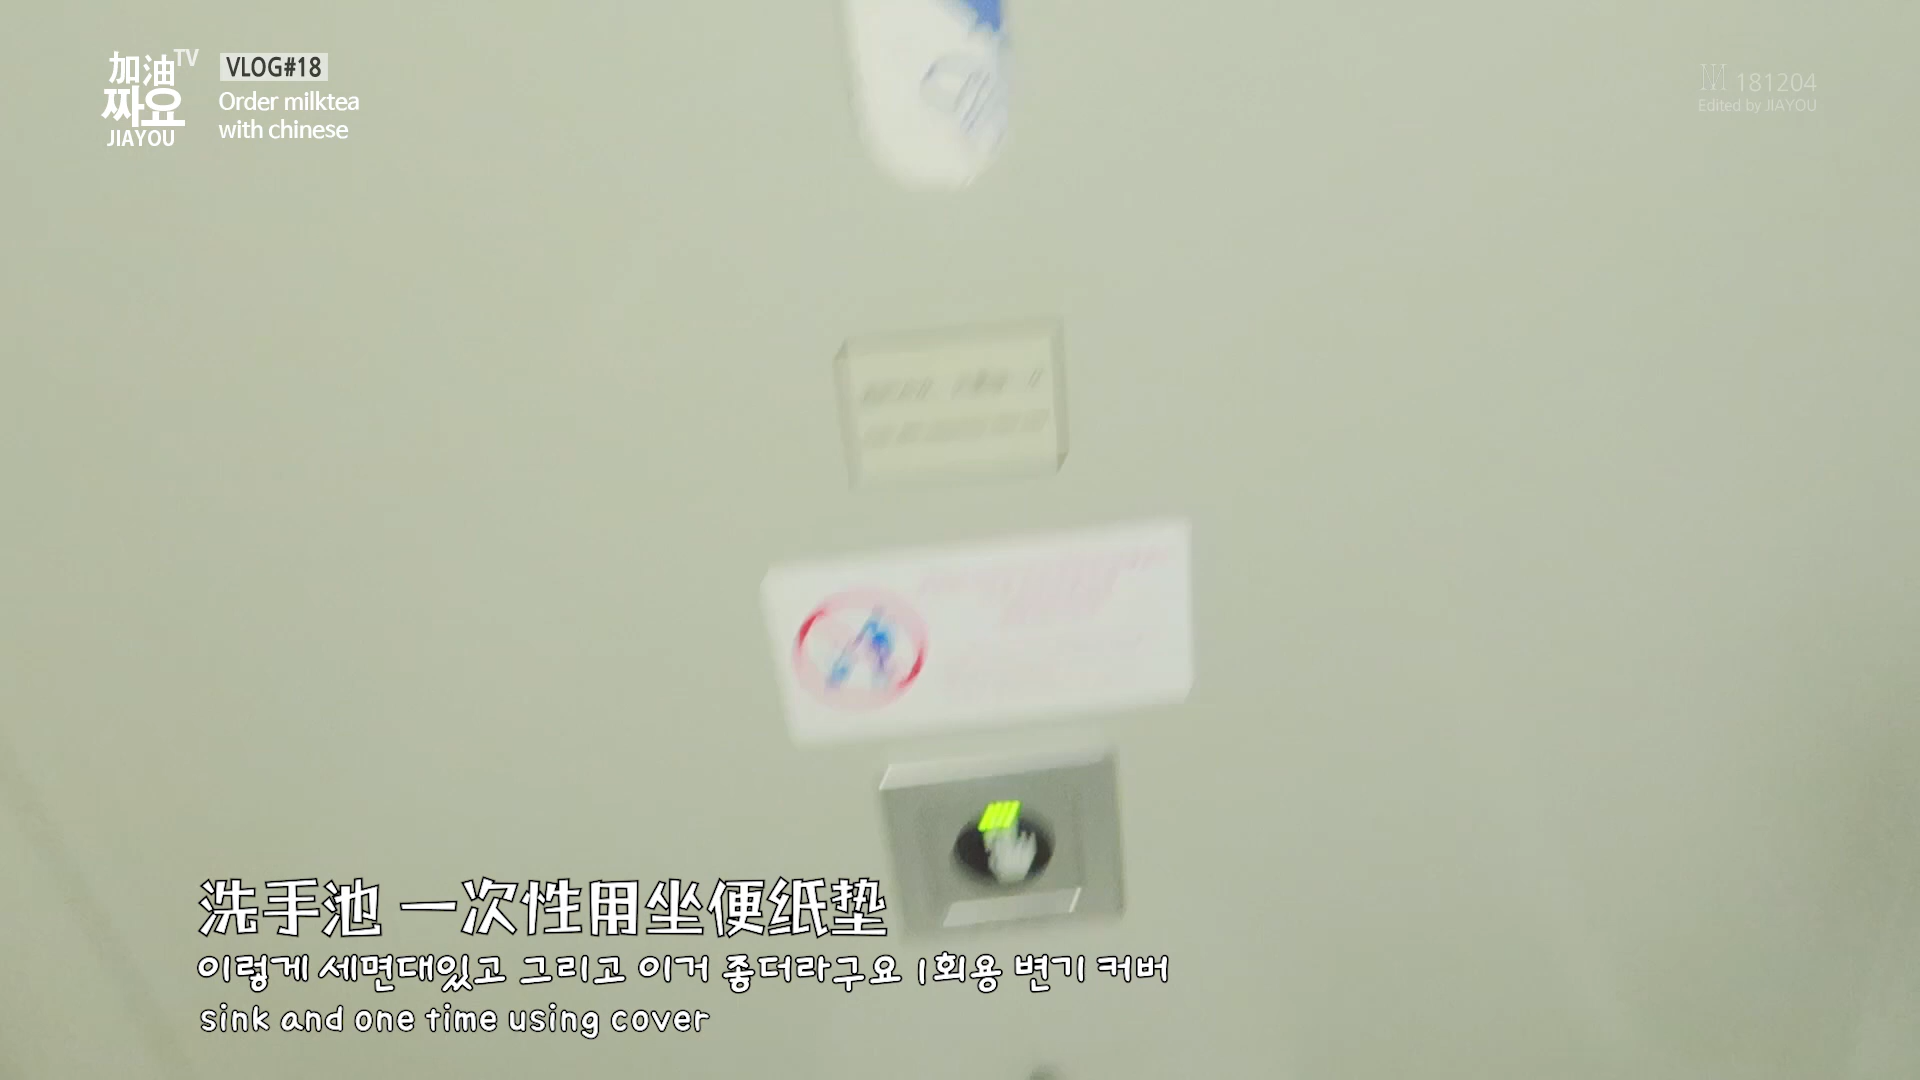 加油TV
짜요
JIAYOU
VLOG#18
Order milktea
with chinese
181204
Edited by JIAYOU
洗手池 一次性用坐便纸垫
이렇게 세면대있고 그리고 이거 좋더라구요 1회용 변기 커버
sink and one time using cover